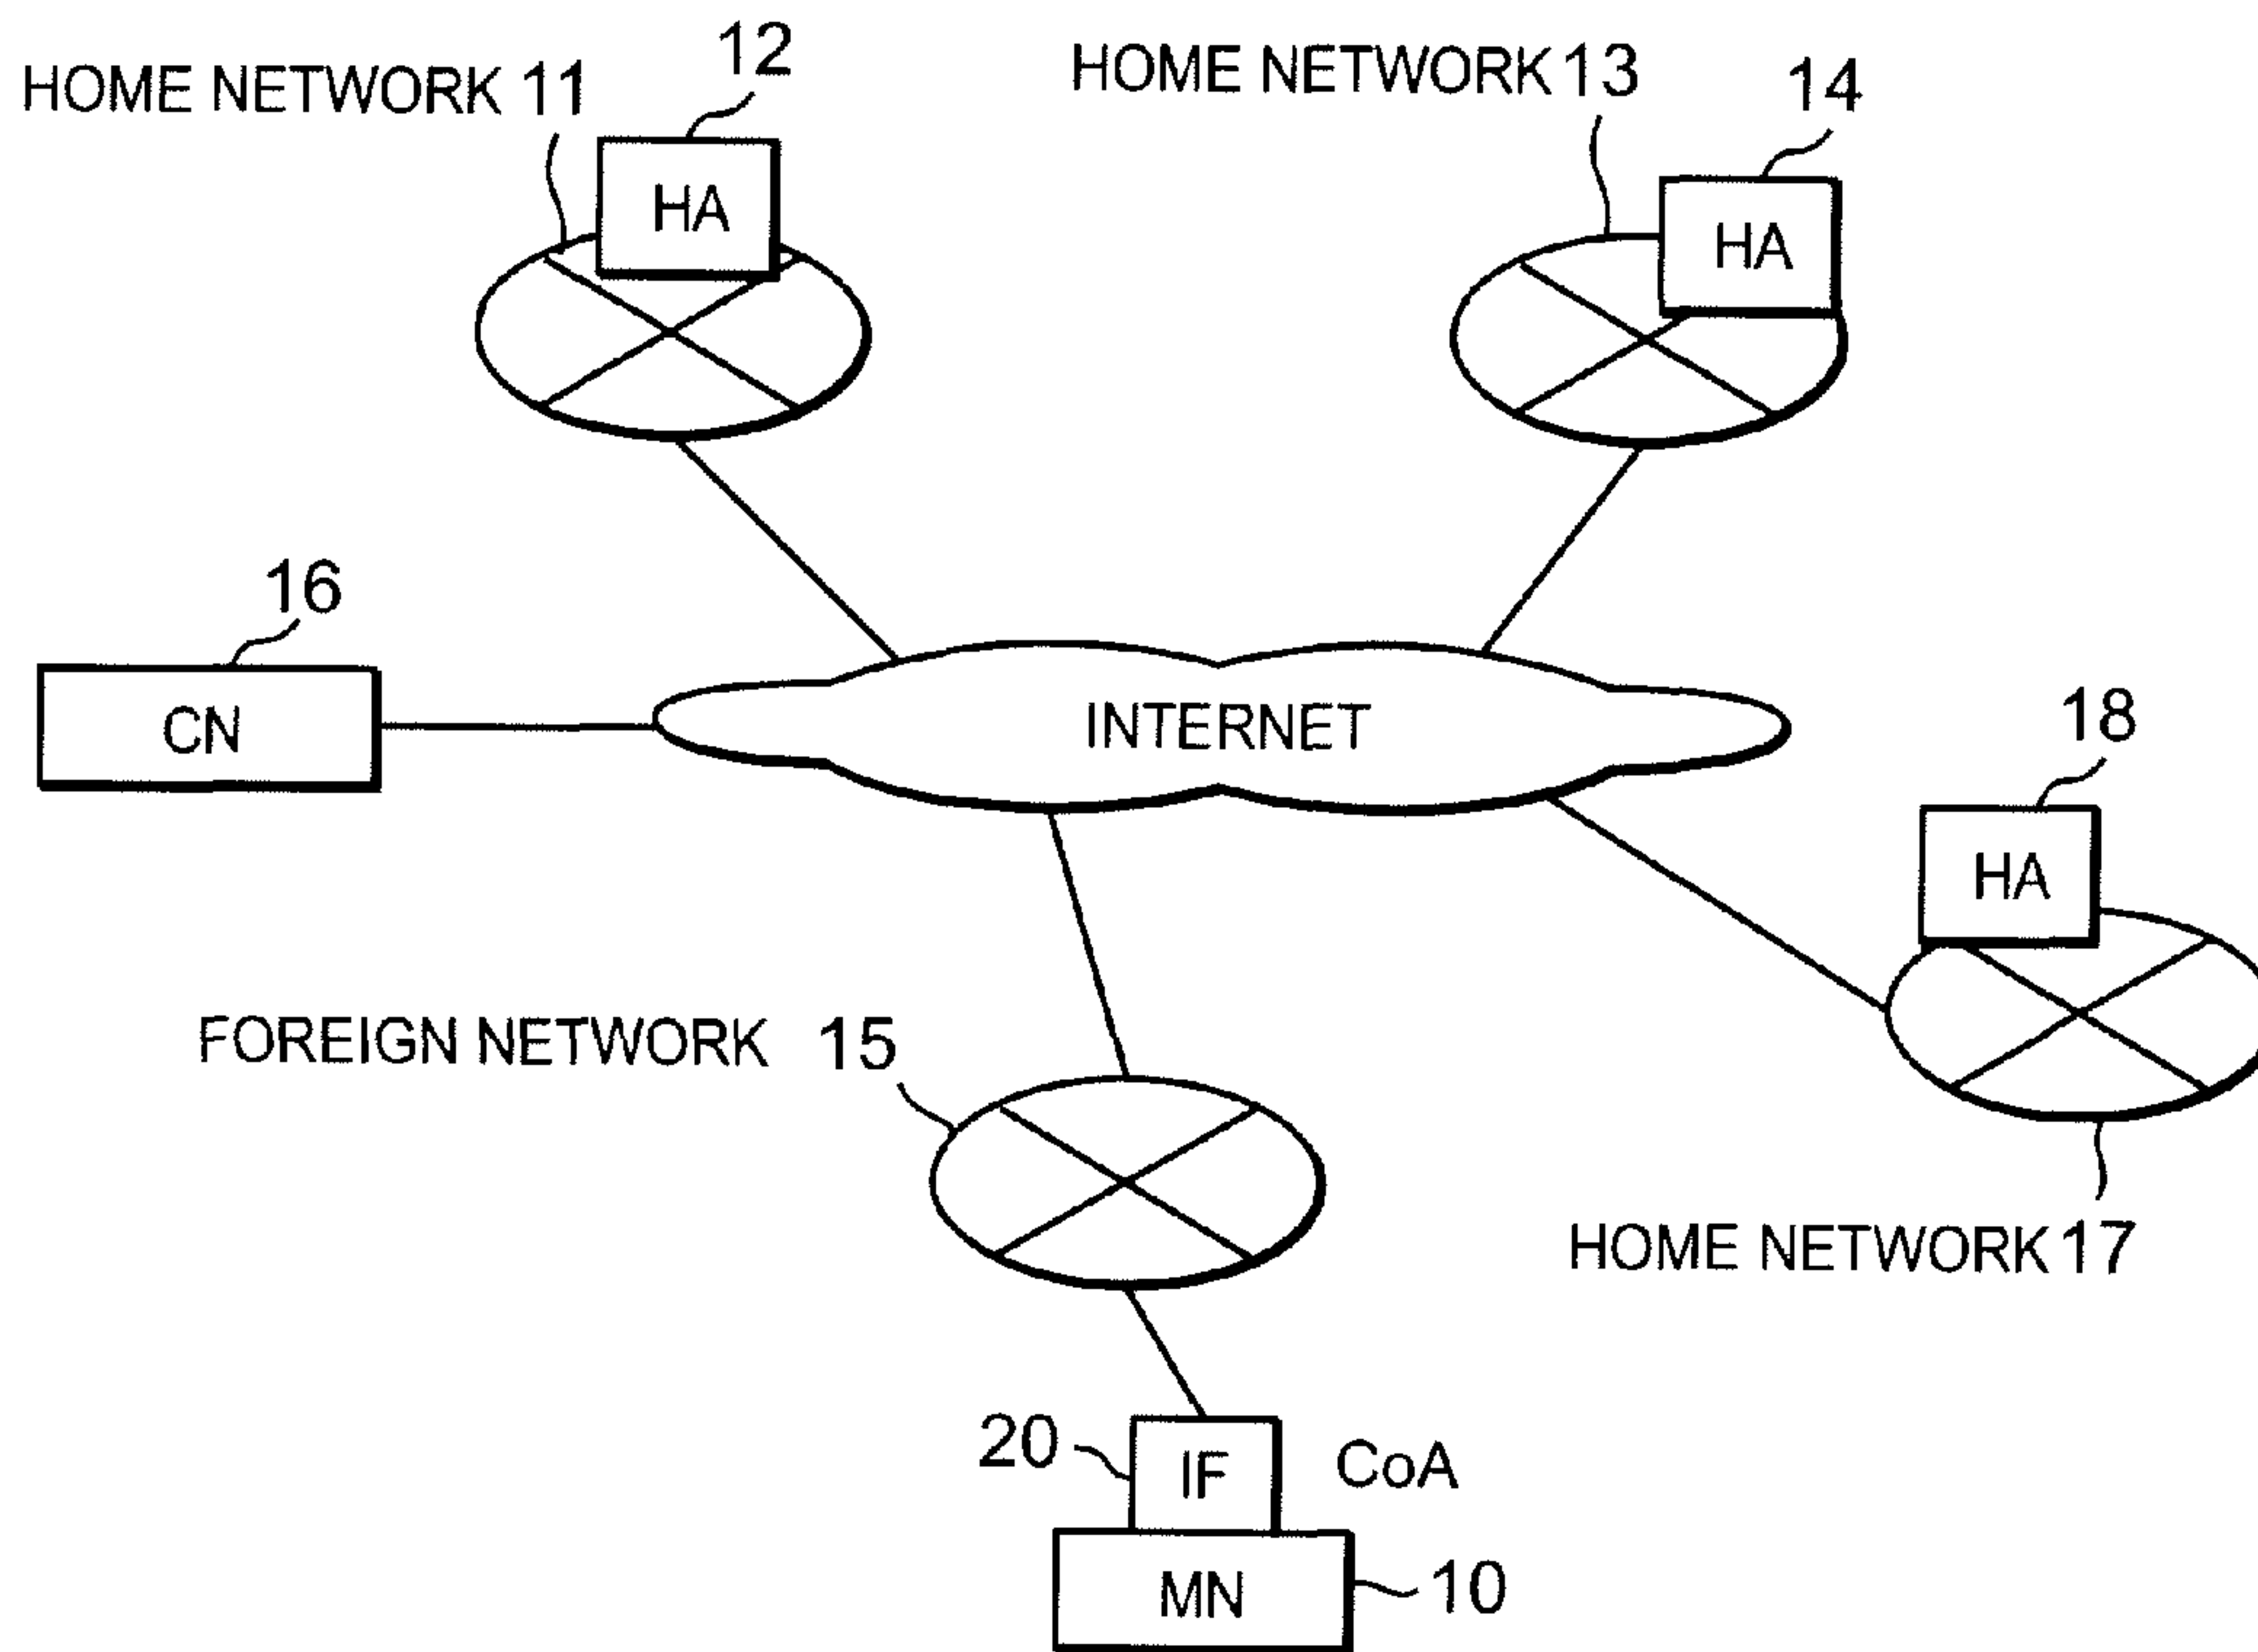 12
HOME NETWORK 11
HOME NETWORK 13
14
HA
HA
16
CN
INTERNET
18
HA
FOREIGN NETWORK 15
HOME NETWORK 17
20
IF
CoA
MN
10